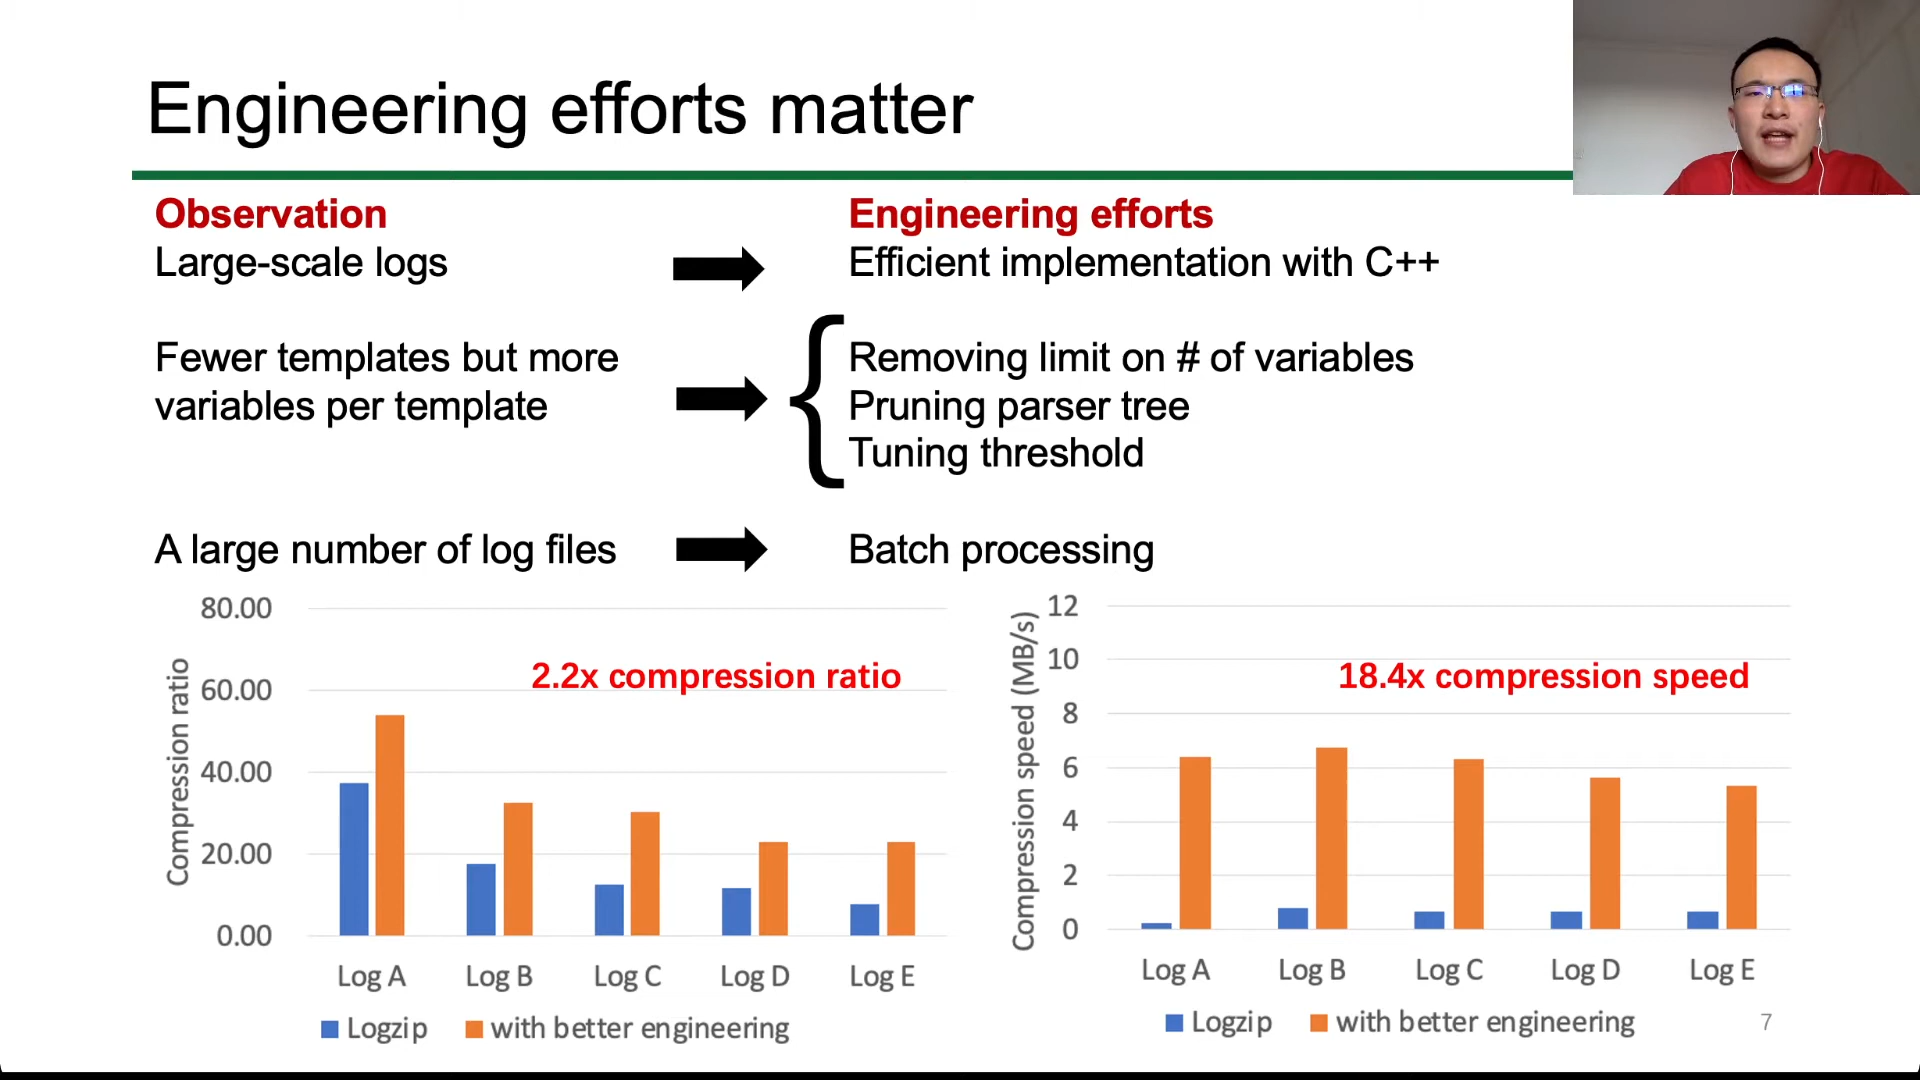 Engineering efforts matter
Observation
Engineering efforts
Large-scale logs
Efficient implementation with C++
Fewer templates but more
variables per template
Removing limit on # of variables
Pruning parser tree
Tuning threshold
A large number of log files
Batch processing
Compression ratio
80.00
60.00
40.00
20.00
0.00
2.2x compression ratio
Log A Log B Log C Log D Log E
Logzip with better engineering
Compression speed (MB/s)
12
10
8
6
4
2
0
18.4x compression speed
Log A Log B Log C Log D Log E
Logzip with better engineering
7